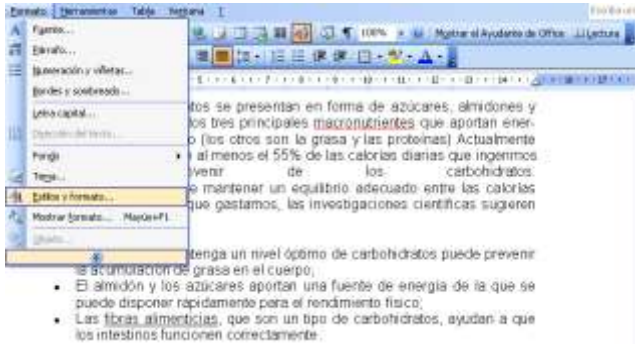 Formato Herramientas Tabla Ventana
100% Mostrar el Ayudante de Office Lectura
Fuente...
Párrafo...
Numeración y viñetas...
Bordes y sombreado...
Letra capital...
Dirección del texto...
Fondo
Tema...
Estilos y formato...
Mostrar formato... Mayús+F1
Objeto...
tos se presentan en forma de azúcares, almidones y
los tres principales macronutrientes que aportan ener-
o (los otros son la grasa y las proteínas) Actualmente
al menos el 55% de las calorías diarias que ingerimos
venir de los carbohidratos.
e mantener un equilibrio adecuado entre las calorías
que gastamos, las investigaciones científicas sugieren
tenga un nivel óptimo de carbohidratos puede prevenir
la acumulación de grasa en el cuerpo;
• El almidón y los azúcares aportan una fuente de energía de la que se
puede disponer rápidamente para el rendimiento físico;
• Las fibras alimenticias, que son un tipo de carbohidratos, ayudan a que
los intestinos funcionen correctamente.